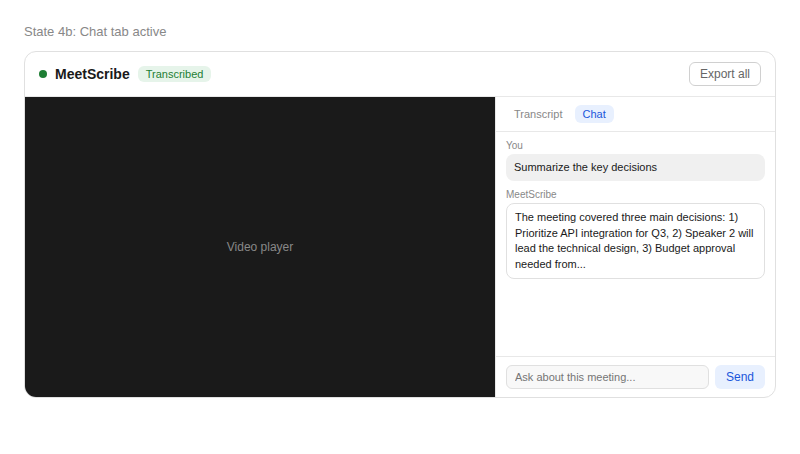 State 4b: Chat tab active
MeetScribe
Transcribed
Export all
Video player
Transcript
Chat
You
Summarize the key decisions
MeetScribe
The meeting covered three main decisions: 1)
Prioritize API integration for Q3, 2) Speaker 2 will
lead the technical design, 3) Budget approval
needed from...
Ask about this meeting...
Send